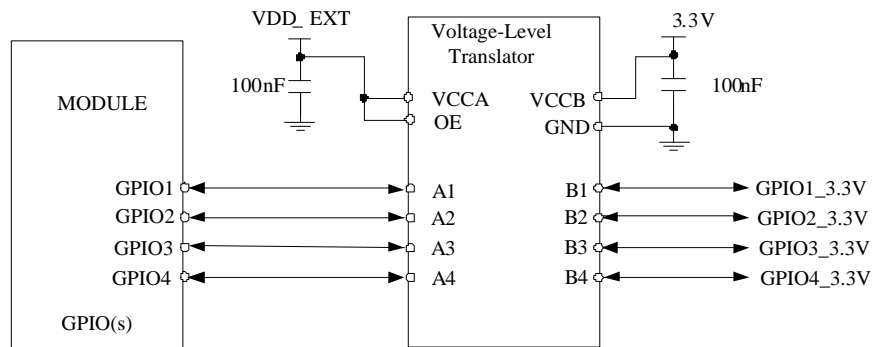 VDD_ EXT
Voltage-Level
Translator
3.3V
100nF
100nF
MODULE
VCCA
VCCB
OE
GND
GPIO1
A1
B1
GPIO1_3.3V
GPIO2
A2
B2
GPIO2_3.3V
GPIO3
A3
B3
GPIO3_3.3V
GPIO4
A4
B4
GPIO4_3.3V
GPIO(s)